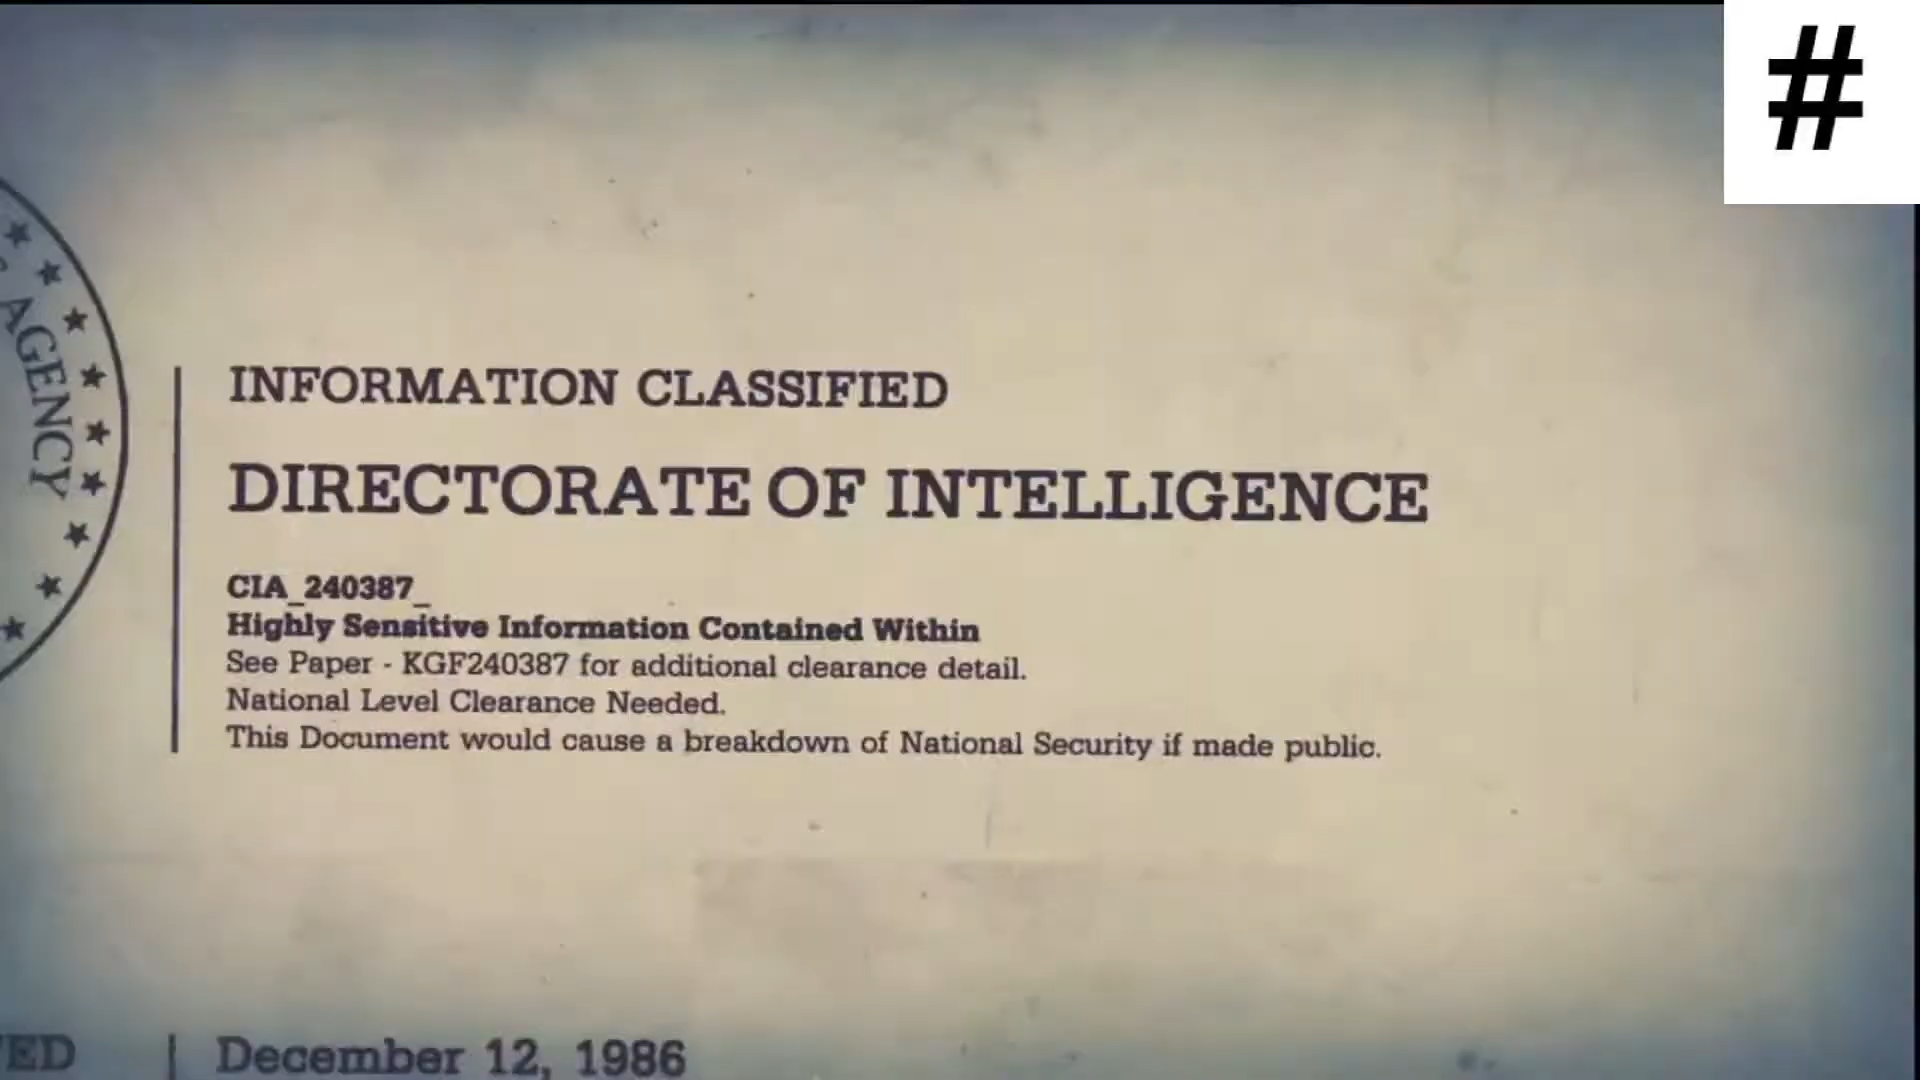 #
AGENCY
INFORMATION CLASSIFIED
DIRECTORATE OF INTELLIGENCE
CIA_240387_
Highly Sensitive Information Contained Within
See Paper - KGF240387 for additional clearance detail.
National Level Clearance Needed.
This Document would cause a breakdown of National Security if made public.
December 12, 1986